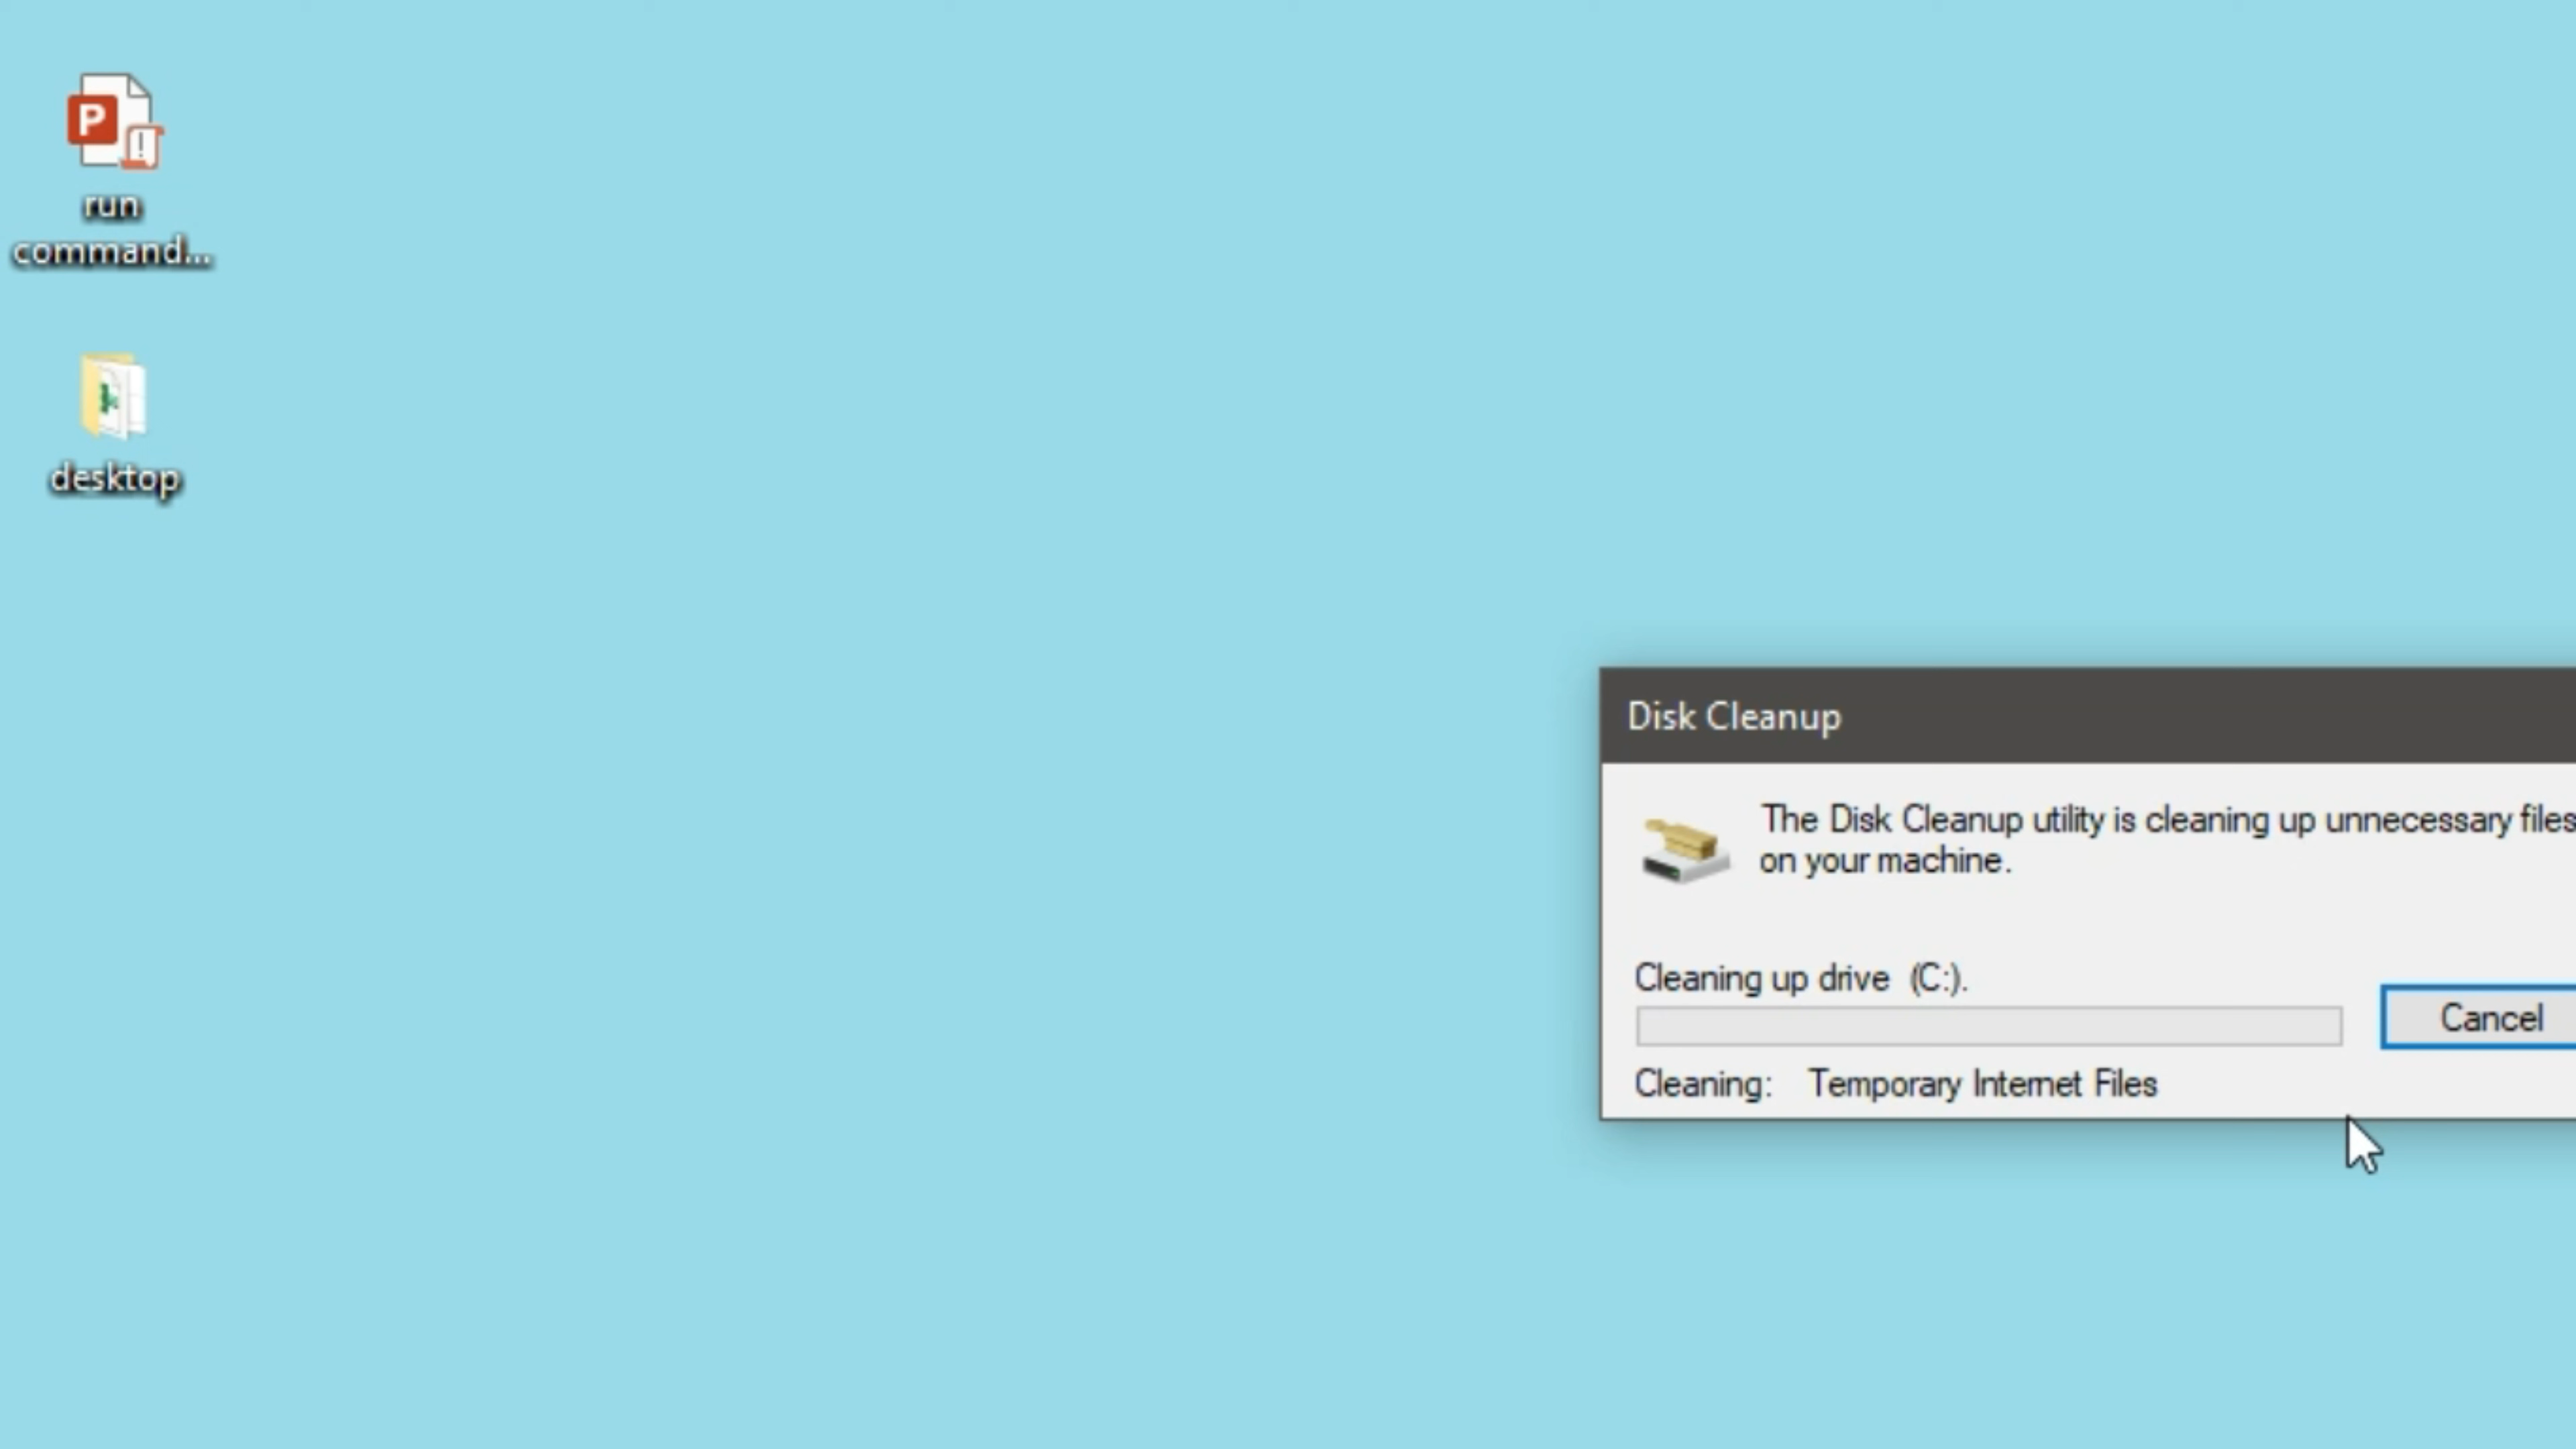 P
run
command...
desktop
Disk Cleanup
The Disk Cleanup utility is cleaning up unnecessary files
on your machine.
Cleaning up drive (C:).
Cancel
Cleaning: Temporary Internet Files